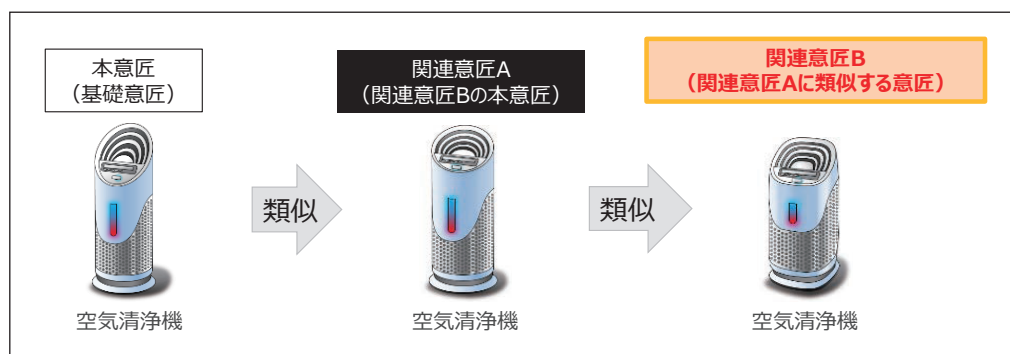 本意匠
（基礎意匠）
関連意匠A
（関連意匠Bの本意匠）
関連意匠B
（関連意匠Aに類似する意匠）
類似
類似
空気清浄機
空気清浄機
空気清浄機